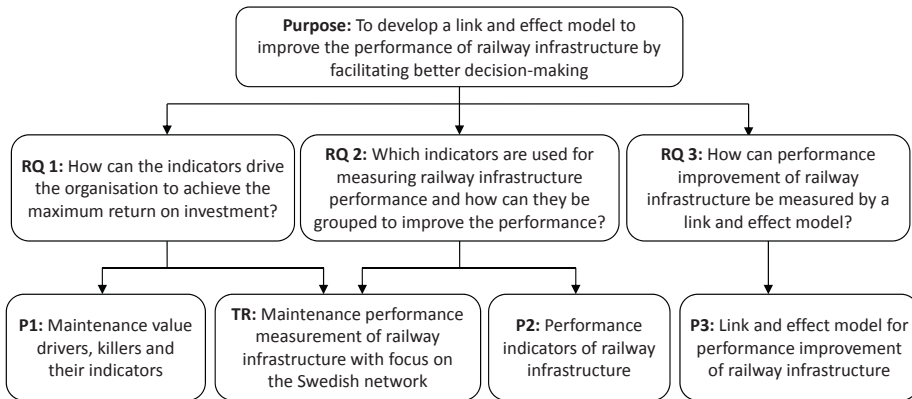 Purpose: To develop a link and effect model to
improve the performance of railway infrastructure by
facilitating better decision-making
RQ 1: How can the indicators drive
the organisation to achieve the
maximum return on investment?
RQ 2: Which indicators are used for
measuring railway infrastructure
performance and how can they be
grouped to improve the performance?
RQ 3: How can performance
improvement of railway
infrastructure be measured by a
link and effect model?
P1: Maintenance value
drivers, killers and
their indicators
TR: Maintenance performance
measurement of railway
infrastructure with focus on
the Swedish network
P2: Performance
indicators of railway
infrastructure
P3: Link and effect model for
performance improvement
of railway infrastructure